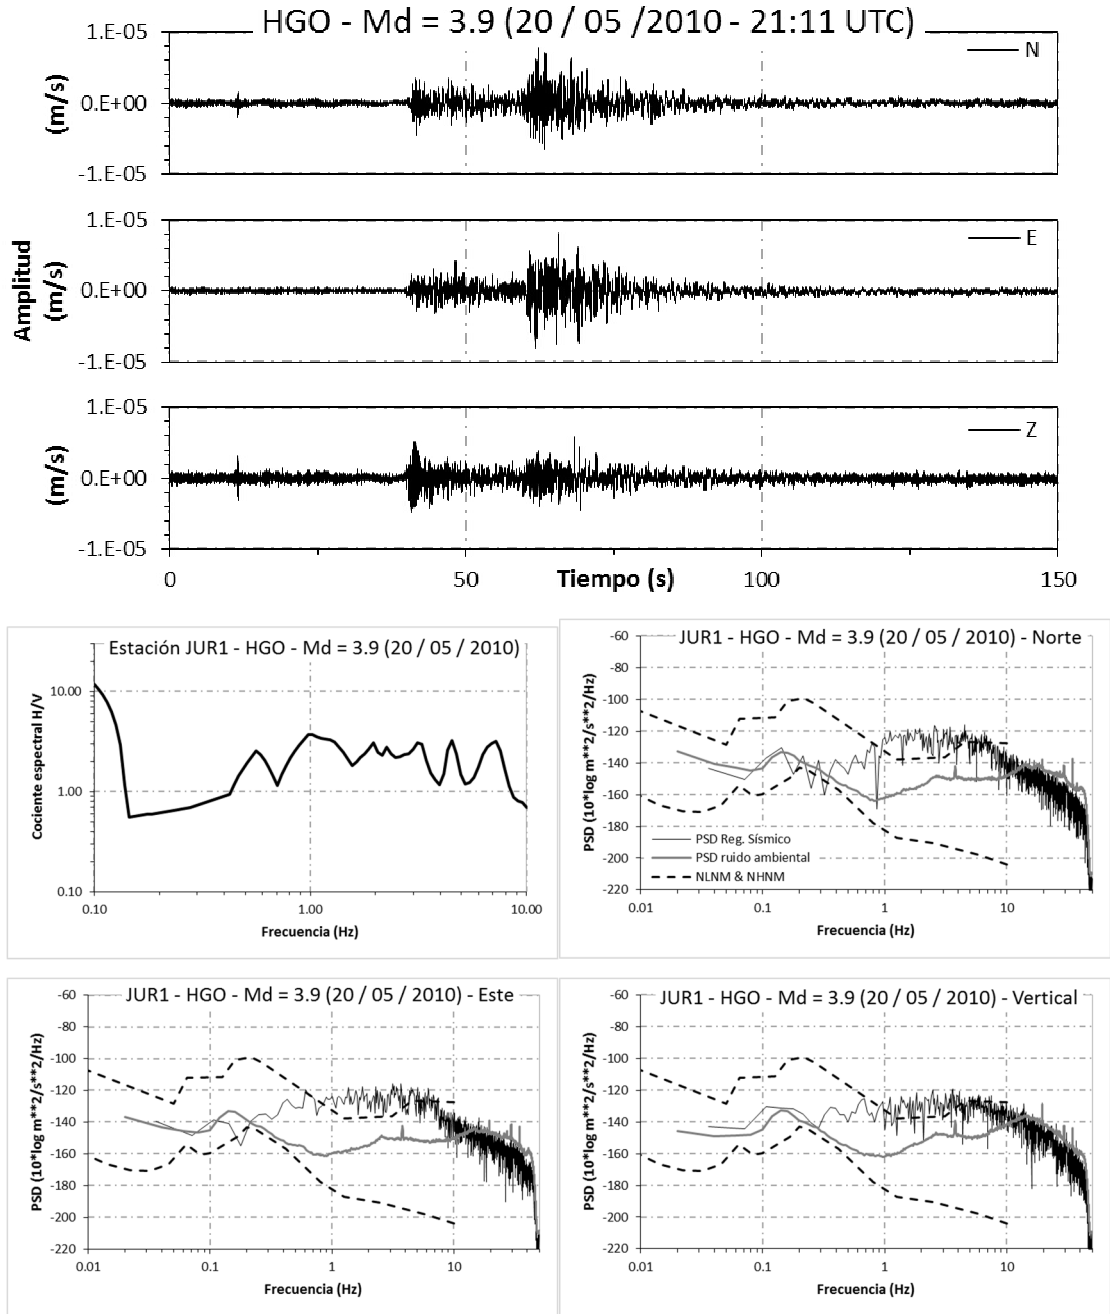 HGO - Md = 3.9 (20 / 05 /2010 - 21:11 UTC)
1.E-05
N
0.E+00
(m/s)
-1.E-05
1.E-05
E
Amplitud
0.E+00
(m/s)
-1.E-05
1.E-05
Z
0.E+00
(m/s)
-1.E-05
0 50 Tiempo (s) 100 150
Estación JUR1 - HGO - Md = 3.9 (20 / 05 / 2010)
Cociente espectral H/V
10.00
1.00
0.10
0.10 1.00 10.00
Frecuencia (Hz)
JUR1 - HGO - Md = 3.9 (20 / 05 / 2010) - Norte
PSD (10*log m**2/s**2/Hz)
-60
-80
-100
-120
-140
-160
-180
-200
-220
PSD Reg. Sísmico
PSD ruido ambiental
NLNM & NHNM
0.01 0.1 1 10
Frecuencia (Hz)
JUR1 - HGO - Md = 3.9 (20 / 05 / 2010) - Este
PSD (10*log m**2/s**2/Hz)
-60
-80
-100
-120
-140
-160
-180
-200
-220
0.01 0.1 1 10
Frecuencia (Hz)
JUR1 - HGO - Md = 3.9 (20 / 05 / 2010) - Vertical
PSD (10*log m**2/s**2/Hz)
-60
-80
-100
-120
-140
-160
-180
-200
-220
0.01 0.1 1 10
Frecuencia (Hz)